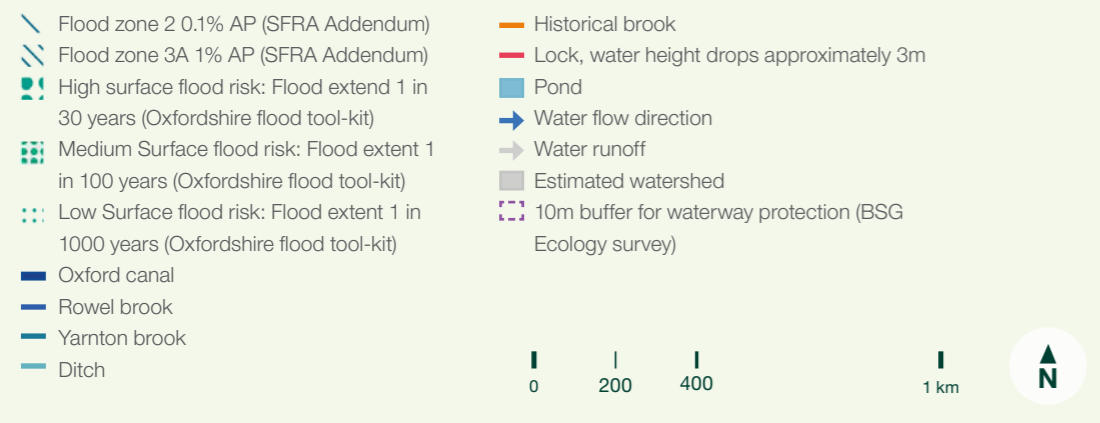 Flood zone 2 0.1% AP (SFRA Addendum)
Flood zone 3A 1% AP (SFRA Addendum)
High surface flood risk: Flood extend 1 in
30 years (Oxfordshire flood tool-kit)
Medium Surface flood risk: Flood extent 1
in 100 years (Oxfordshire flood tool-kit)
Low Surface flood risk: Flood extent 1 in
1000 years (Oxfordshire flood tool-kit)
Oxford canal
Rowel brook
Yarnton brook
Ditch
Historical brook
Lock, water height drops approximately 3m
Pond
Water flow direction
Water runoff
Estimated watershed
10m buffer for waterway protection (BSG
Ecology survey)
0 200 400 1 km
N